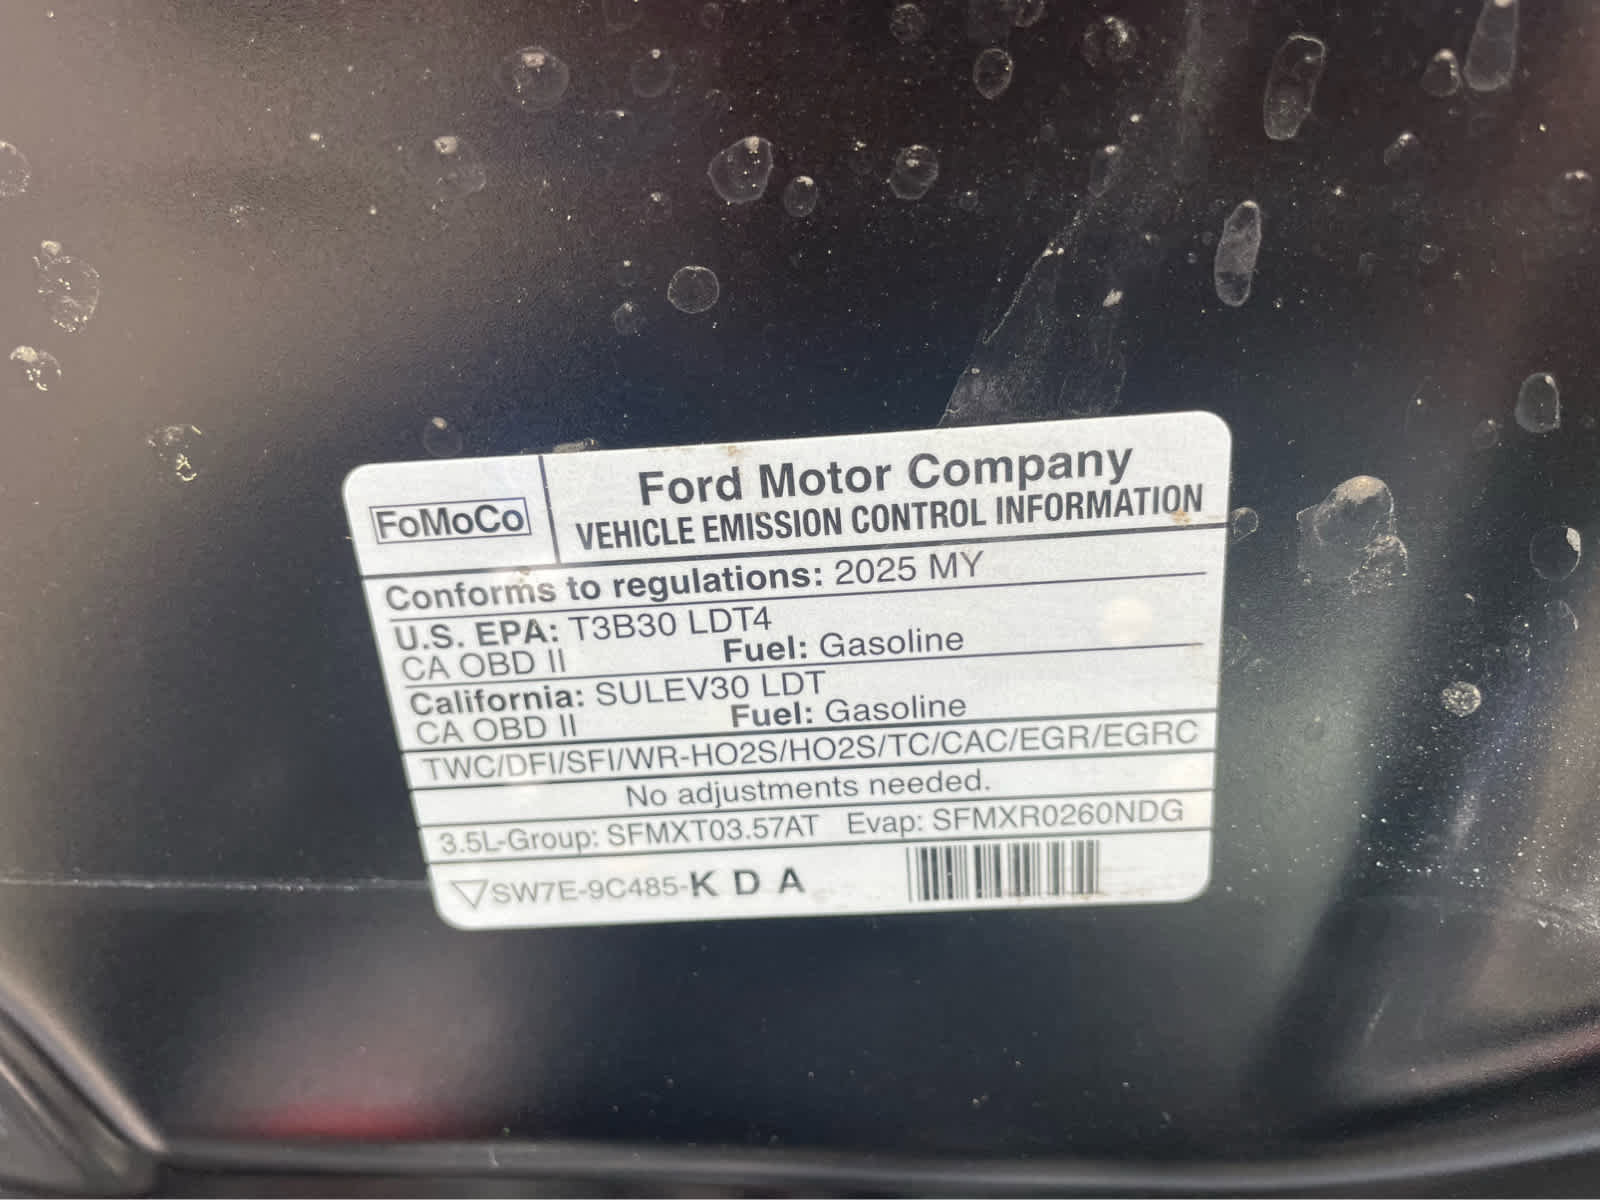 FoMoCo
Ford Motor Company
VEHICLE EMISSION CONTROL INFORMATION
Conforms to regulations: 2025 MY
U.S. EPA: T3B30 LDT4
CA OBD II Fuel: Gasoline
California: SULEV30 LDT
CA OBD II Fuel: Gasoline
TWC/DFI/SFI/WR-HO2S/HO2S/TC/CAC/EGR/EGRC
No adjustments needed.
3.5L-Group: SFMXT03.57AT Evap: SFMXR0260NDG
SW7E-9C485-K D A